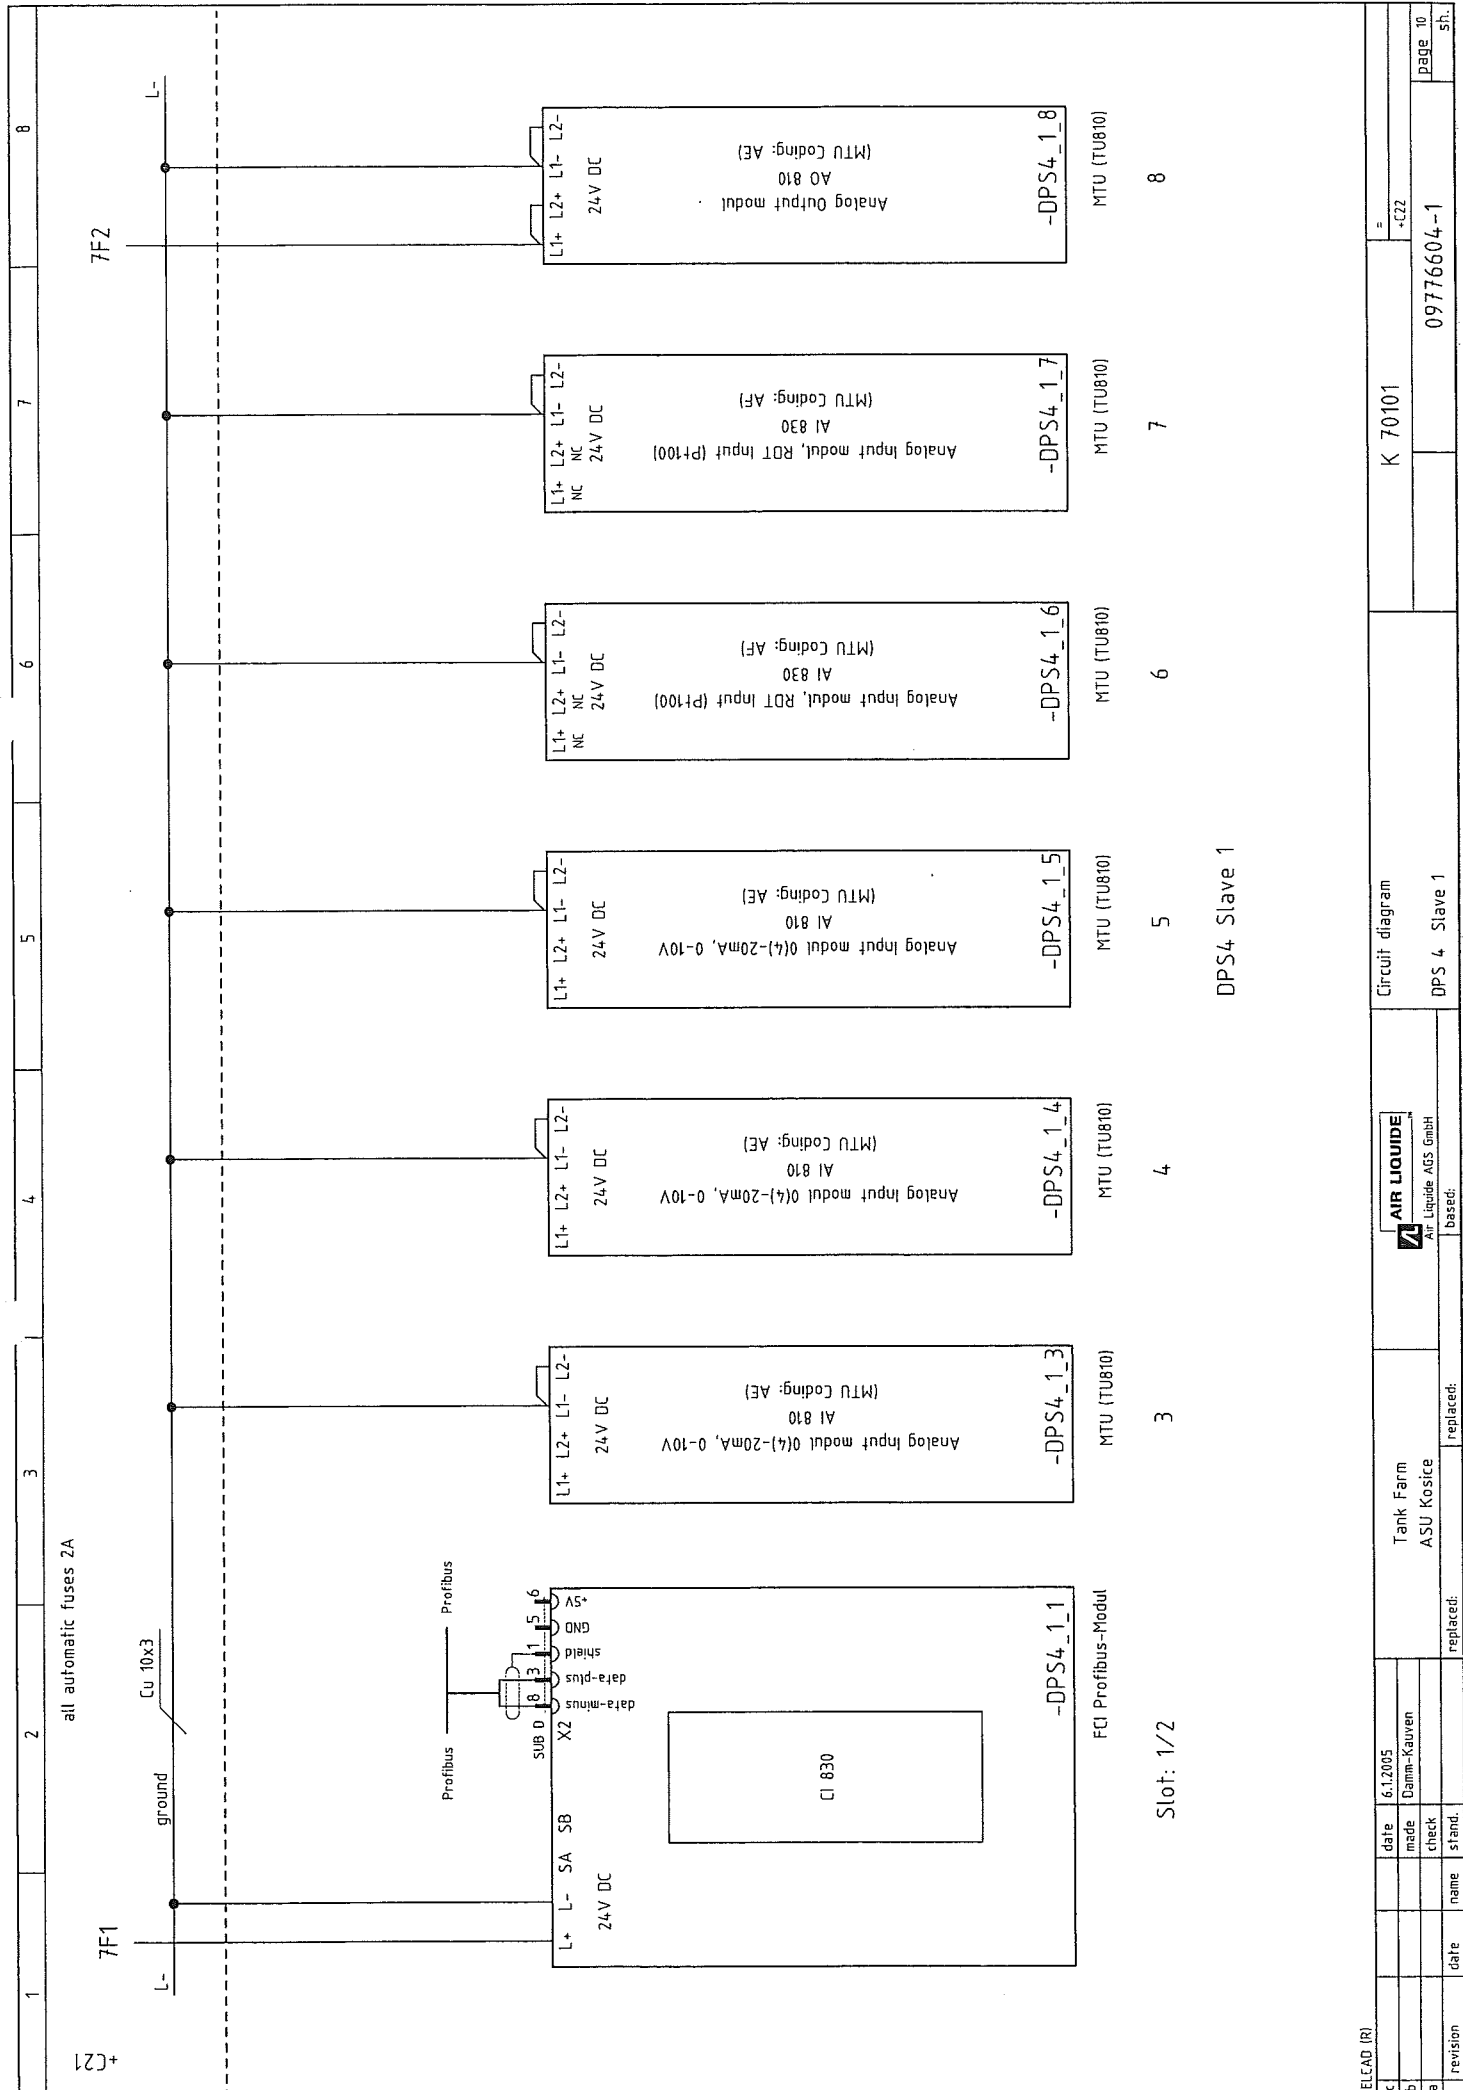 1 2 3 4 5 6 7 8
+C21
all automatic fuses 2A
7F1
7F2
L-
ground
Cu 10x3
L-
Profibus
Profibus
SUB D
8 3 1 5 6
L+ L- SA SB X2
data-minus
data-plus
shield
GND
+5V
24V DC
CI 830
-DPS4_1_1
FCI Profibus-Modul
Slot: 1/2
L1+ L2+ L1- L2-
24V DC
Analog Input modul 0(4)-20mA, 0-10V
AI 810
(MTU Coding: AE)
-DPS4_1_3
MTU (TU810)
3
L1+ L2+ L1- L2-
24V DC
Analog Input modul 0(4)-20mA, 0-10V
AI 810
(MTU Coding: AE)
-DPS4_1_4
MTU (TU810)
4
L1+ L2+ L1- L2-
24V DC
Analog Input modul 0(4)-20mA, 0-10V
AI 810
(MTU Coding: AE)
-DPS4_1_5
MTU (TU810)
5
L1+ L2+ L1- L2-
NC NC
24V DC
Analog Input modul, RDT Input (Pt100)
AI 830
(MTU Coding: AF)
-DPS4_1_6
MTU (TU810)
6
L1+ L2+ L1- L2-
NC NC
24V DC
Analog Input modul, RDT Input (Pt100)
AI 830
(MTU Coding: AF)
-DPS4_1_7
MTU (TU810)
7
L1+ L2+ L1- L2-
24V DC
Analog Output modul
AO 810
(MTU Coding: AE)
-DPS4_1_8
MTU (TU810)
8
DPS4 Slave 1
ELCAD (R)
c
b
a
revision
date
name
date 6.1.2005
made Damm-Kauven
check
stand.
Tank Farm
ASU Kosice
replaced:
replaced:
AIR LIQUIDE
Air Liquide AGS GmbH
based:
Circuit diagram
DPS 4 Slave 1
K 70101
=
+C22
09776604-1
page 10
sh.